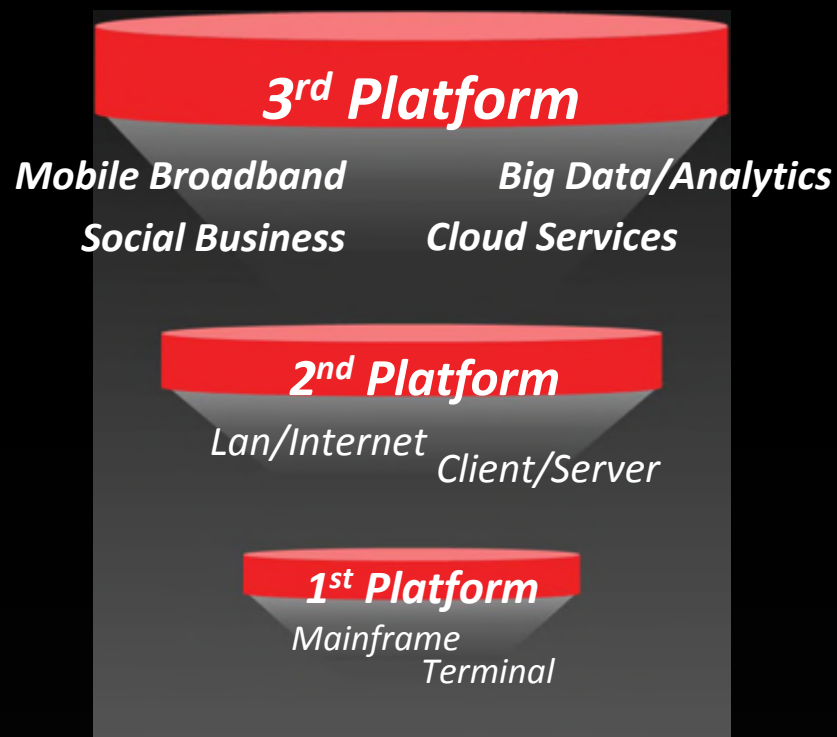 3rd Platform
Mobile Broadband
Big Data/Analytics
Social Business
Cloud Services
2nd Platform
Lan/Internet
Client/Server
1st Platform
Mainframe
Terminal